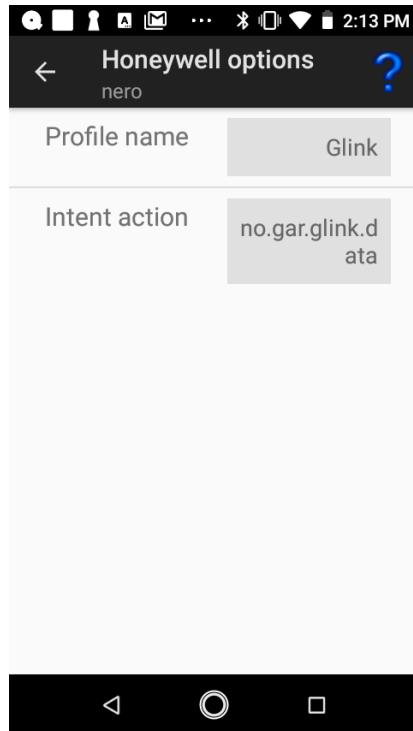 2:13 PM
Honeywell options
nero
Profile name
Glink
Intent action
no.gar.glink.d
ata